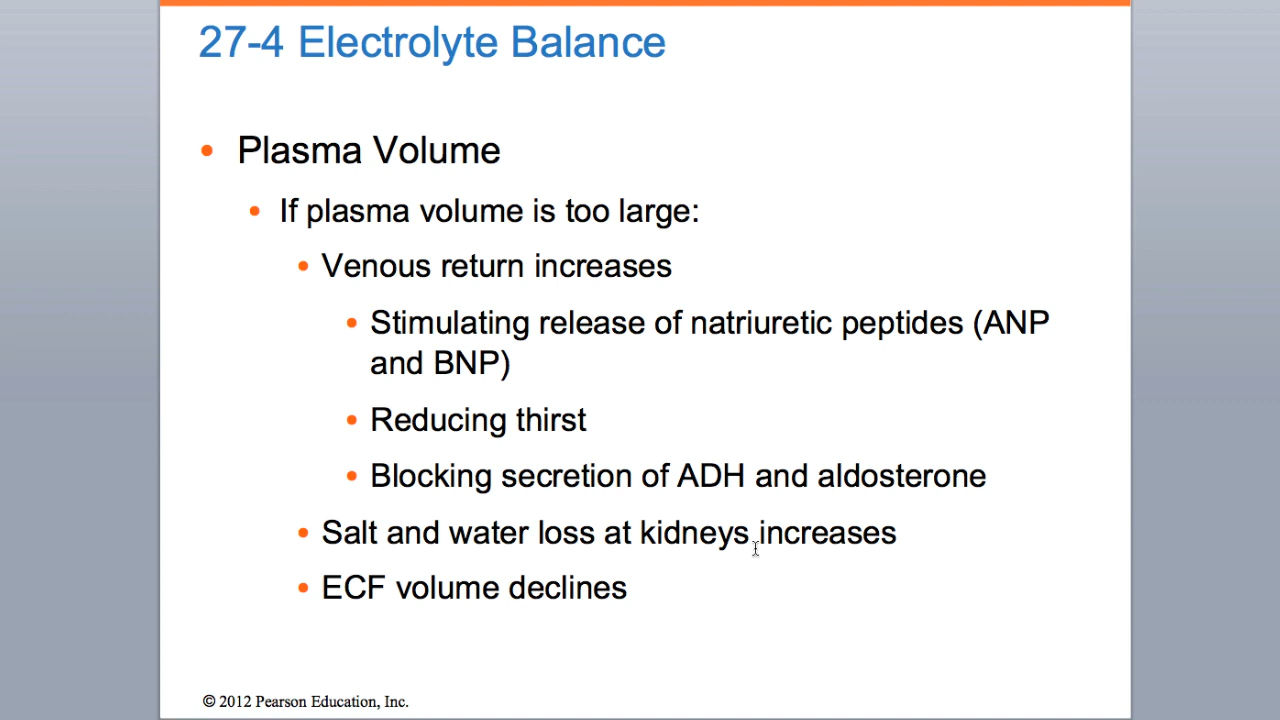 27-4 Electrolyte Balance
• Plasma Volume
• If plasma volume is too large:
• Venous return increases
• Stimulating release of natriuretic peptides (ANP
and BNP)
• Reducing thirst
• Blocking secretion of ADH and aldosterone
• Salt and water loss at kidneys increases
• ECF volume declines
© 2012 Pearson Education, Inc.